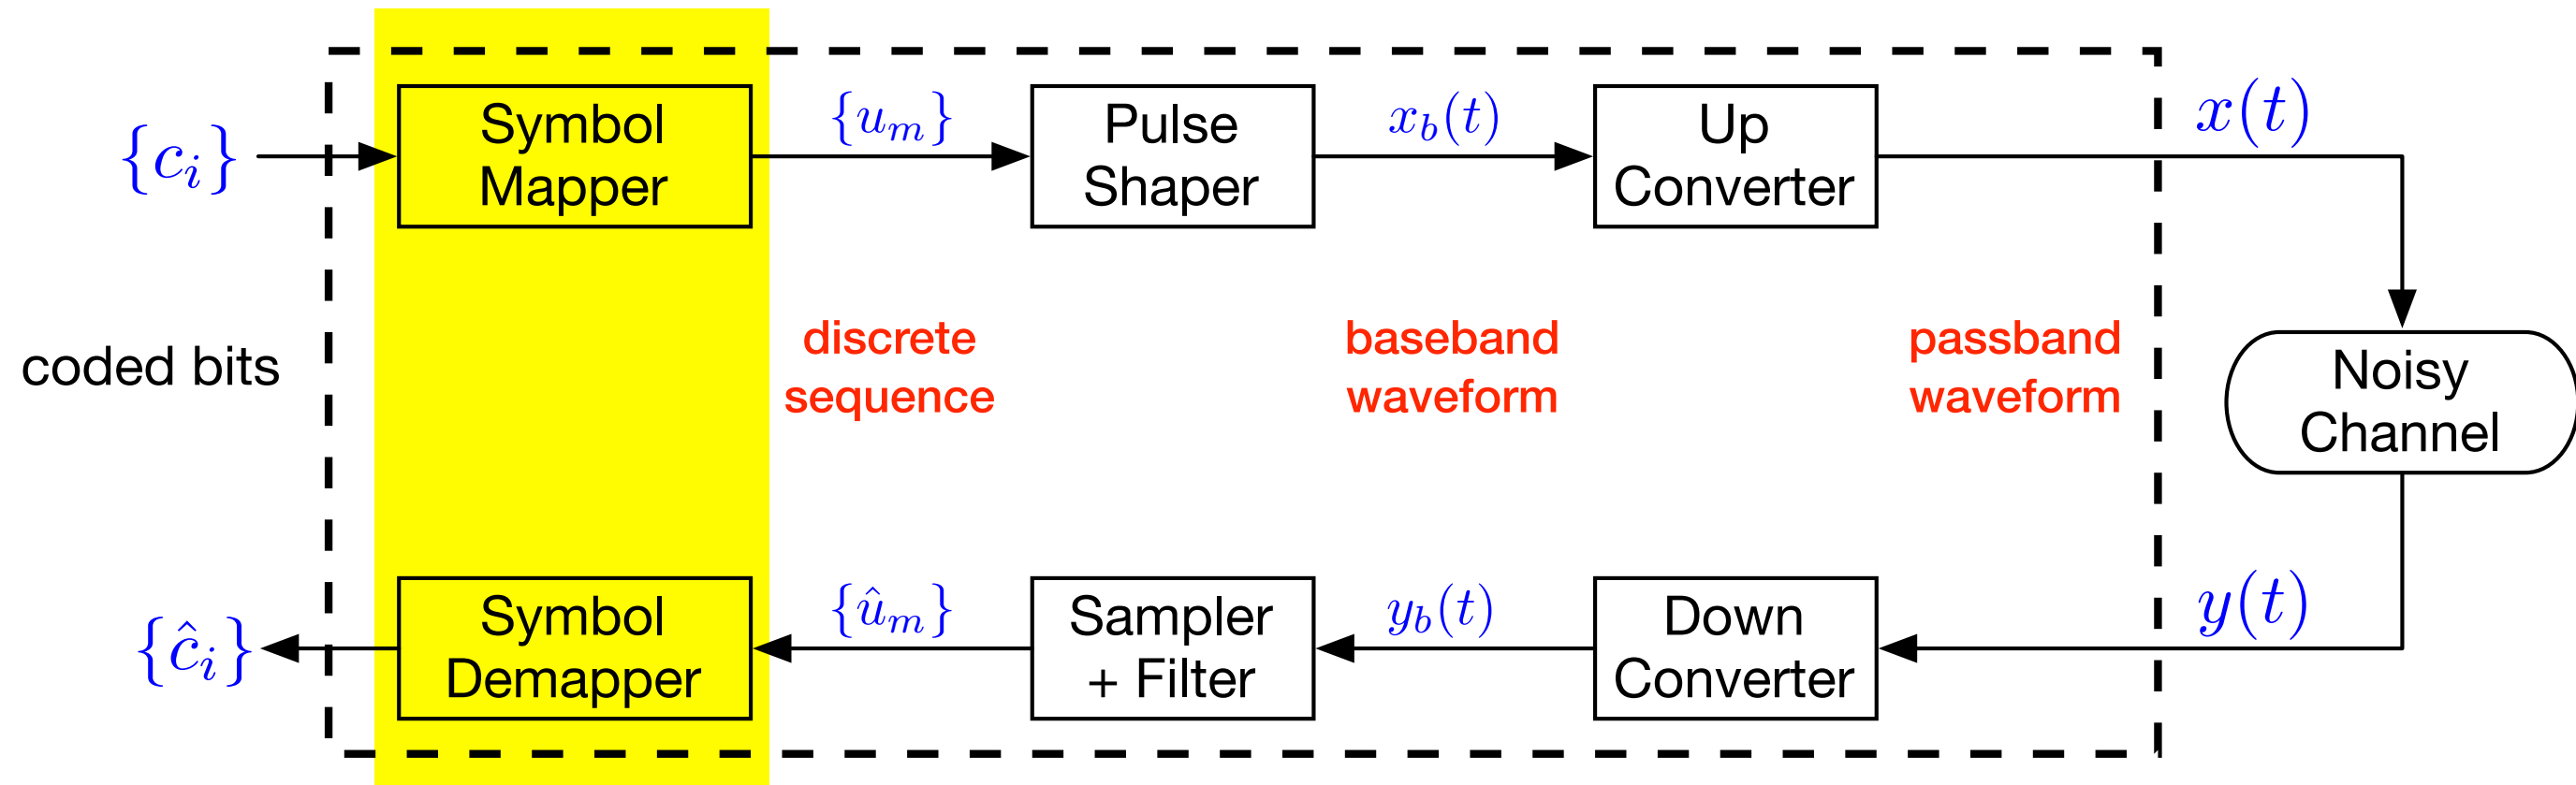 {c_i}
Symbol
Mapper
{u_m}
Pulse
Shaper
x_b(t)
Up
Converter
x(t)
coded bits
discrete
sequence
baseband
waveform
passband
waveform
Noisy
Channel
{ĉ_i}
Symbol
Demapper
{û_m}
Sampler
+ Filter
y_b(t)
Down
Converter
y(t)